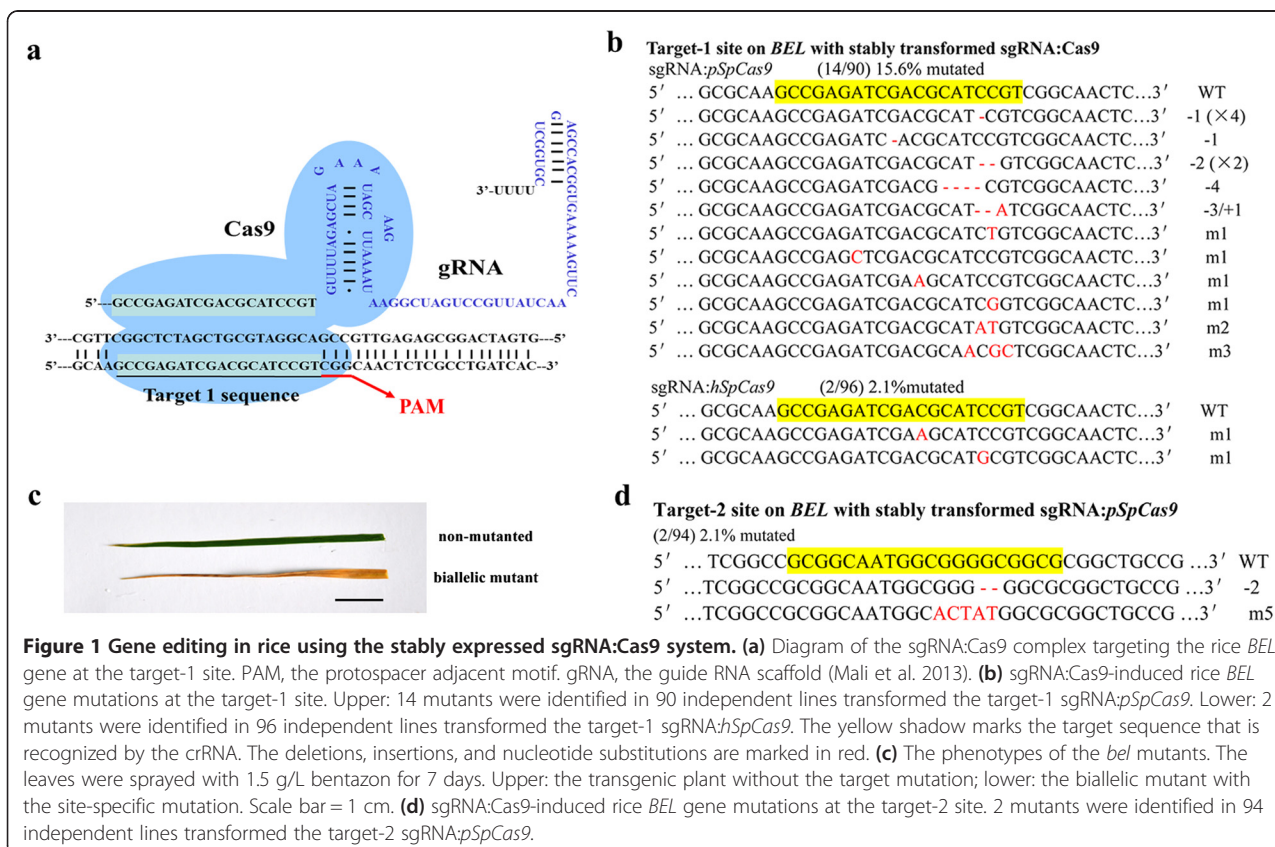 a
Cas9
gRNA
G A A A
GUUUUAGAGCUA
UAGC
AAG
UUAAAAU
AAGGCUAGUCCGUUAUCAA
CUUGAAAAAGUGGCACCGA
G
UCGGUGC
3'-UUUU
5'---GCCGAGATCGACGCATCCGT
3'---CGTTCGGCTCTAGCTGCGTAGGCAGCCGTTGAGAGCGGACTAGTG---5'
5'---GCAAGCCGAGATCGACGCATCCGTCGGCAACTCTCGCCTGATCAC--3'
Target 1 sequence
PAM
b
Target-1 site on BEL with stably transformed sgRNA:Cas9
sgRNA:pSpCas9 (14/90) 15.6% mutated
5' ... GCGCAAGCCGAGATCGACGCATCCGTCGGCAACTC...3' WT
5' ... GCGCAAGCCGAGATCGACGCAT -CGTCGGCAACTC...3' -1 (×4)
5' ... GCGCAAGCCGAGATC -ACGCATCCGTCGGCAACTC...3' -1
5' ... GCGCAAGCCGAGATCGACGCAT --GTCGGCAACTC...3' -2 (×2)
5' ... GCGCAAGCCGAGATCGACG ----CGTCGGCAACTC...3' -4
5' ... GCGCAAGCCGAGATCGACGCAT --ATCGGCAACTC...3' -3/+1
5' ... GCGCAAGCCGAGATCGACGCATCTGTCGGCAACTC...3' m1
5' ... GCGCAAGCCGAGCTCGACGCATCCGTCGGCAACTC...3' m1
5' ... GCGCAAGCCGAGATCGAAGCATCCGTCGGCAACTC...3' m1
5' ... GCGCAAGCCGAGATCGACGCATCGGTCGGCAACTC...3' m1
5' ... GCGCAAGCCGAGATCGACGCATATGTCGGCAACTC...3' m2
5' ... GCGCAAGCCGAGATCGACGCAACGCTCGGCAACTC...3' m3
sgRNA:hSpCas9 (2/96) 2.1%mutated
5' ... GCGCAAGCCGAGATCGACGCATCCGTCGGCAACTC...3' WT
5' ... GCGCAAGCCGAGATCGAAGCATCCGTCGGCAACTC...3' m1
5' ... GCGCAAGCCGAGATCGACGCATGCGTCGGCAACTC...3' m1
c
non-mutanted
biallelic mutant
d
Target-2 site on BEL with stably transformed sgRNA:pSpCas9
(2/94) 2.1% mutated
5' ... TCGGCCGCGGCAATGGCGGGGCGGCGCGGCTGCCG ...3' WT
5' ... TCGGCCGCGGCAATGGCGGG --GGCGCGGCTGCCG ...3' -2
5' ... TCGGCCGCGGCAATGGCACTATGGCGCGGCTGCCG ...3' m5
Figure 1 Gene editing in rice using the stably expressed sgRNA:Cas9 system. (a) Diagram of the sgRNA:Cas9 complex targeting the rice BEL
gene at the target-1 site. PAM, the protospacer adjacent motif. gRNA, the guide RNA scaffold (Mali et al. 2013). (b) sgRNA:Cas9-induced rice BEL
gene mutations at the target-1 site. Upper: 14 mutants were identified in 90 independent lines transformed the target-1 sgRNA:pSpCas9. Lower: 2
mutants were identified in 96 independent lines transformed the target-1 sgRNA:hSpCas9. The yellow shadow marks the target sequence that is
recognized by the crRNA. The deletions, insertions, and nucleotide substitutions are marked in red. (c) The phenotypes of the bel mutants. The
leaves were sprayed with 1.5 g/L bentazon for 7 days. Upper: the transgenic plant without the target mutation; lower: the biallelic mutant with
the site-specific mutation. Scale bar = 1 cm. (d) sgRNA:Cas9-induced rice BEL gene mutations at the target-2 site. 2 mutants were identified in 94
independent lines transformed the target-2 sgRNA:pSpCas9.